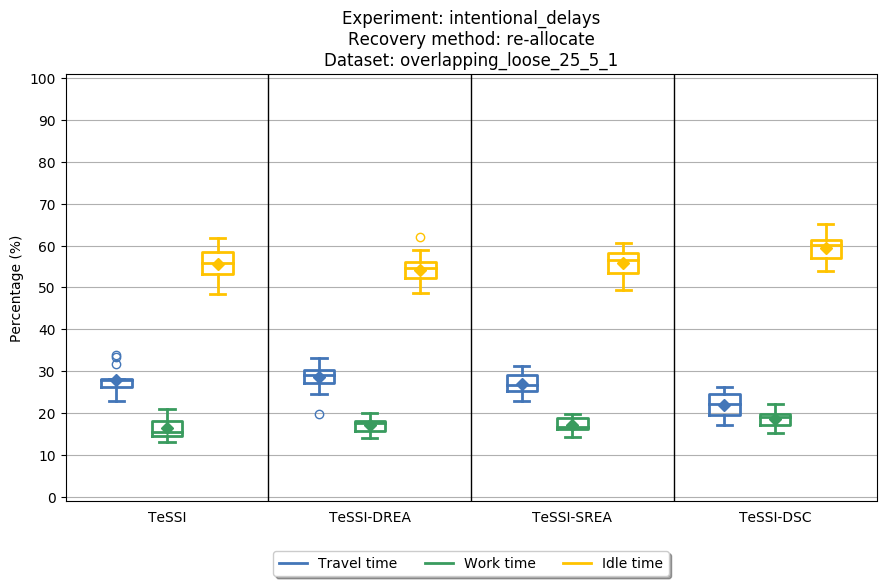 Experiment: intentional_delays
Recovery method: re-allocate
Dataset: overlapping_loose_25_5_1
Percentage (%)
100
90
80
70
60
50
40
30
20
10
0
TeSSI TeSSI-DREA TeSSI-SREA TeSSI-DSC
Travel time Work time Idle time